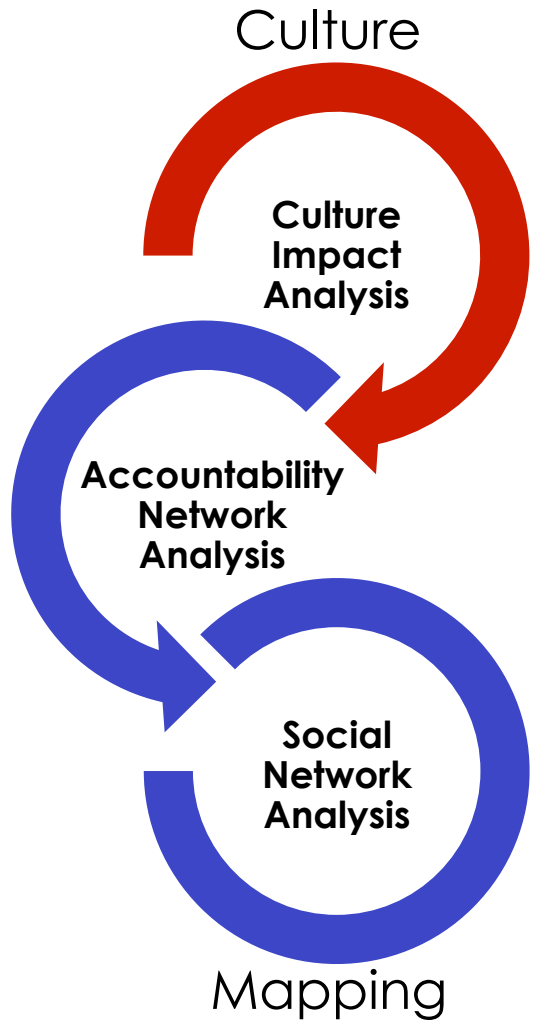 Culture
Culture
Impact
Analysis
Accountability
Network
Analysis
Social
Network
Analysis
Mapping